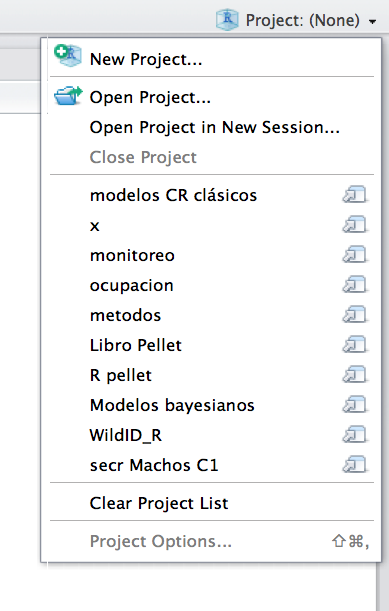 Project: (None)
New Project...
Open Project...
Open Project in New Session...
Close Project
modelos CR clásicos
x
monitoreo
ocupacion
metodos
Libro Pellet
R pellet
Modelos bayesianos
WildID_R
secr Machos C1
Clear Project List
Project Options... ⇧⌘,